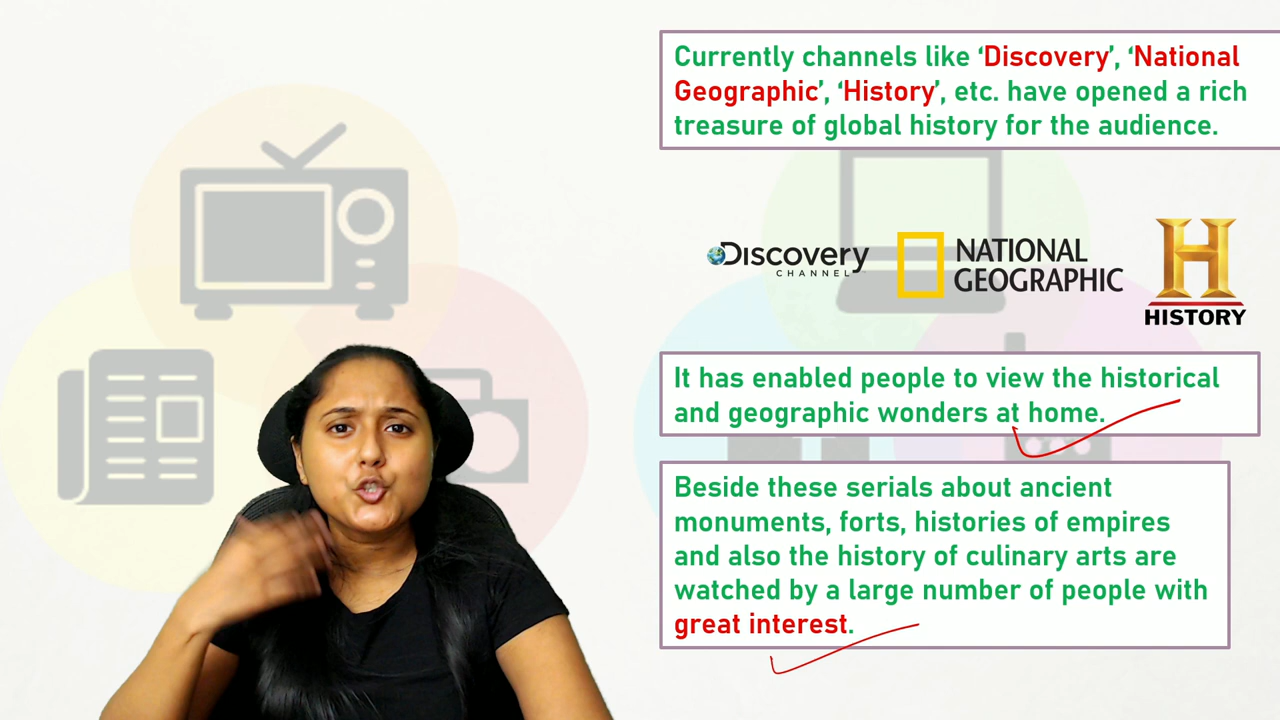 Currently channels like ‘Discovery’, ‘National
Geographic’, ‘History’, etc. have opened a rich
treasure of global history for the audience.
Discovery
CHANNEL
NATIONAL
GEOGRAPHIC
H
HISTORY
It has enabled people to view the historical
and geographic wonders at home.
Beside these serials about ancient
monuments, forts, histories of empires
and also the history of culinary arts are
watched by a large number of people with
great interest.